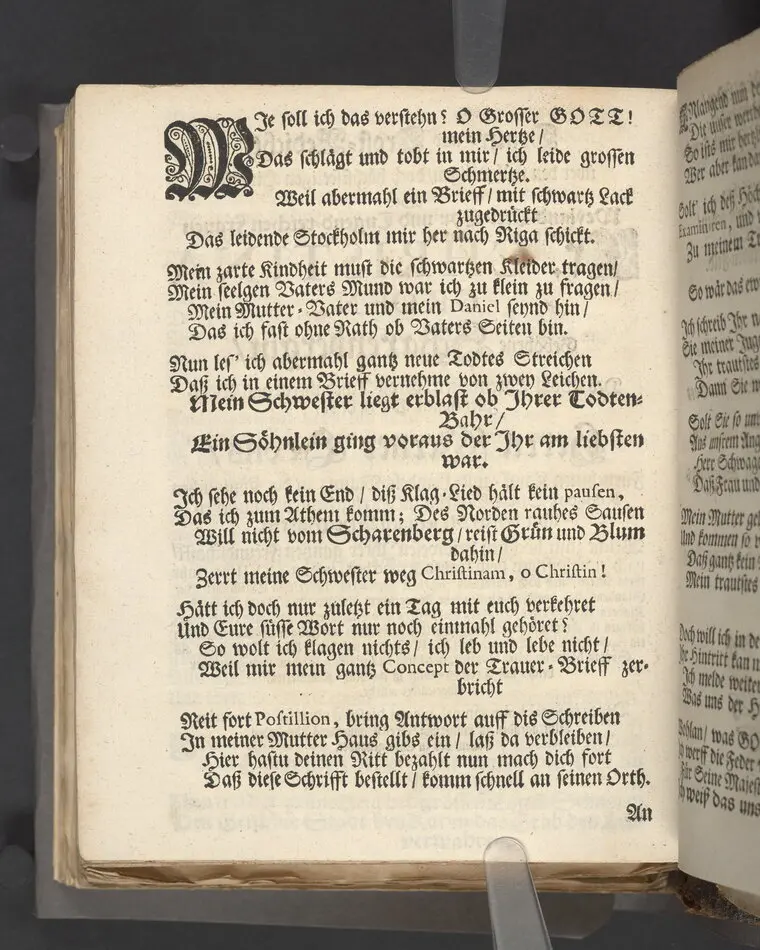 WJe soll ich das verstehn? O Grosser GOTT!
mein Hertze/
Das schlägt und tobt in mir/ ich leide grossen
Schmertze.
Weil abermahl ein Brieff/ mit schwartz Lack
zugedrückt
Das leidende Stockholm mir her nach Riga schickt.
Mein zarte Kindheit must die schwartzen Kleider tragen/
Mein seelgen Vaters Mund war ich zu klein zu fragen/
Mein Mutter-Vater und mein Daniel seynd hin/
Das ich fast ohne Rath ob Vaters Seiten bin.
Nun les' ich abermahl gantz neue Todtes Streichen
Daß ich in einem Brieff vernehme von zwey Leichen.
Mein Schwester liegt erblast ob Jhrer Todten-
Bahr/
Ein Söhnlein ging voraus der Jhr am liebsten
war.
Jch sehe noch kein End/ diß Klag-Lied hält kein pausen,
Das ich zum Athem komm; Des Norden rauhes Sausen
Will nicht vom Scharenberg/ reist Grün und Blum
dahin/
Zerrt meine Schwester weg Christinam, o Christin!
Hätt ich doch nur zuletzt ein Tag mit euch verkehret
Und Eure süsse Wort nur noch einmahl gehöret?
So wolt ich klagen nichts/ ich leb und lebe nicht/
Weil mir mein gantz Concept der Trauer-Brieff zer-
bricht
Reit fort Postillion, bring Antwort auff dis Schreiben
Jn meiner Mutter Haus gibs ein/ laß da verbleiben/
Hier hastu deinen Ritt bezahlt nun mach dich fort
Daß diese Schrifft bestellt/ komm schnell an seinen Orth.
An